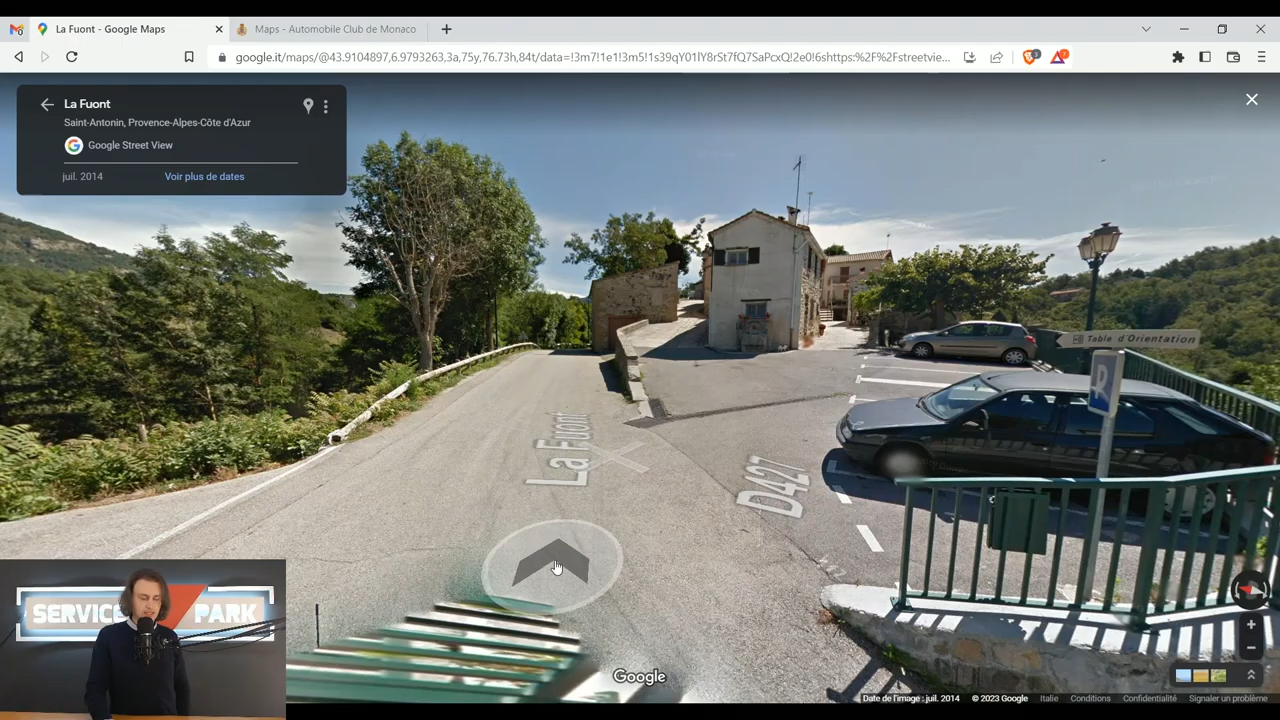 La Fuont - Google Maps
Maps - Automobile Club de Monaco
google.it/maps/@43.9104897,6.9793263,3a,75y,76.73h,84t/data=!3m7!1e1!3m5!1s39qY01lY8rSt7fQ7SaPcxQ!2e0!6shttps:%2F%2Fstreetvie...
La Fuont
Saint-Antonin, Provence-Alpes-Côte d'Azur
Google Street View
juil. 2014
Voir plus de dates
Table d'Orientation
P
La Fuont
D427
SERVICE PARK
Google
Date de l'image : juil. 2014
© 2023 Google
Italie
Conditions
Confidentialité
Signaler un problème